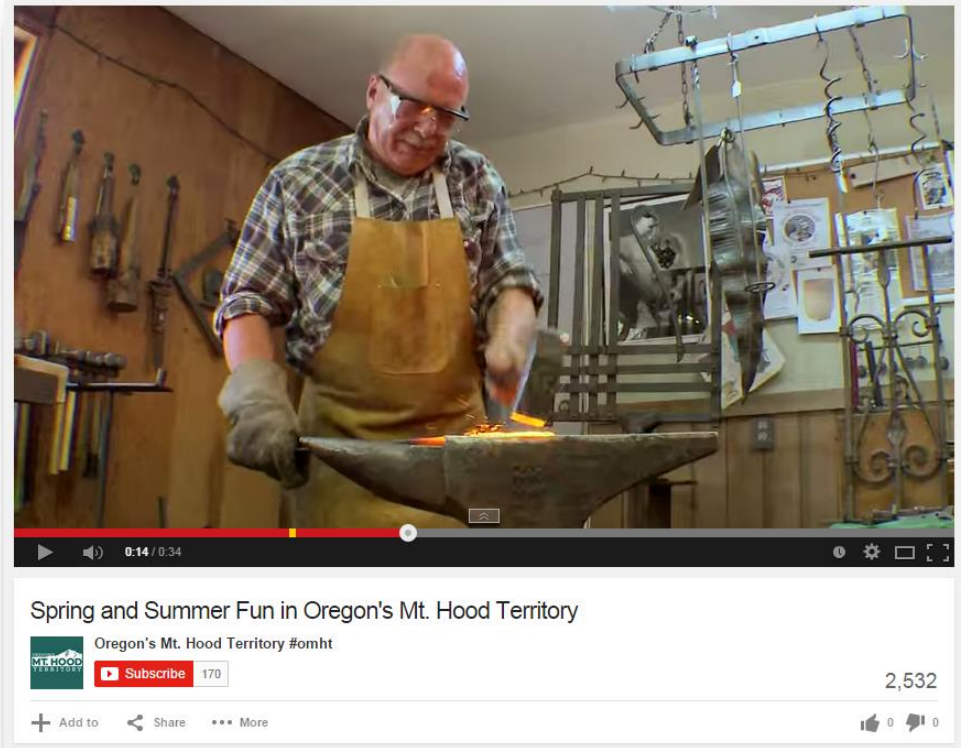 0:14 / 0:34
Spring and Summer Fun in Oregon's Mt. Hood Territory
Oregon's Mt. Hood Territory #omht
MT. HOOD
TERRITORY
Subscribe 170
2,532
Add to Share More 0 0